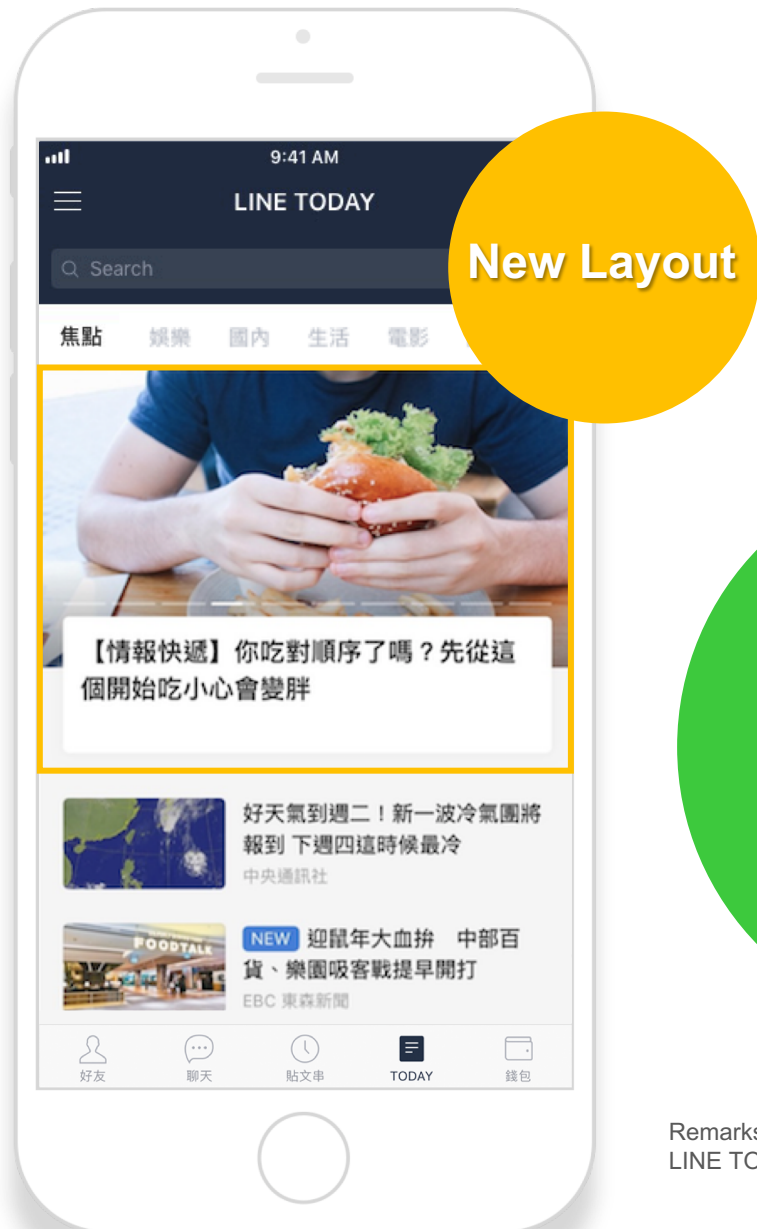 9:41 AM
LINE TODAY
New Layout
Search
焦點 娛樂 國內 生活 電影
【情報快遞】你吃對順序了嗎？先從這
個開始吃小心會變胖
好天氣到週二！新一波冷氣團將
報到 下週四這時候最冷
中央通訊社
FOODTALK
NEW 迎鼠年大血拚 中部百
貨、樂園吸客戰提早開打
EBC 東森新聞
好友 聊天 貼文串 TODAY 錢包
Remarks
LINE TO